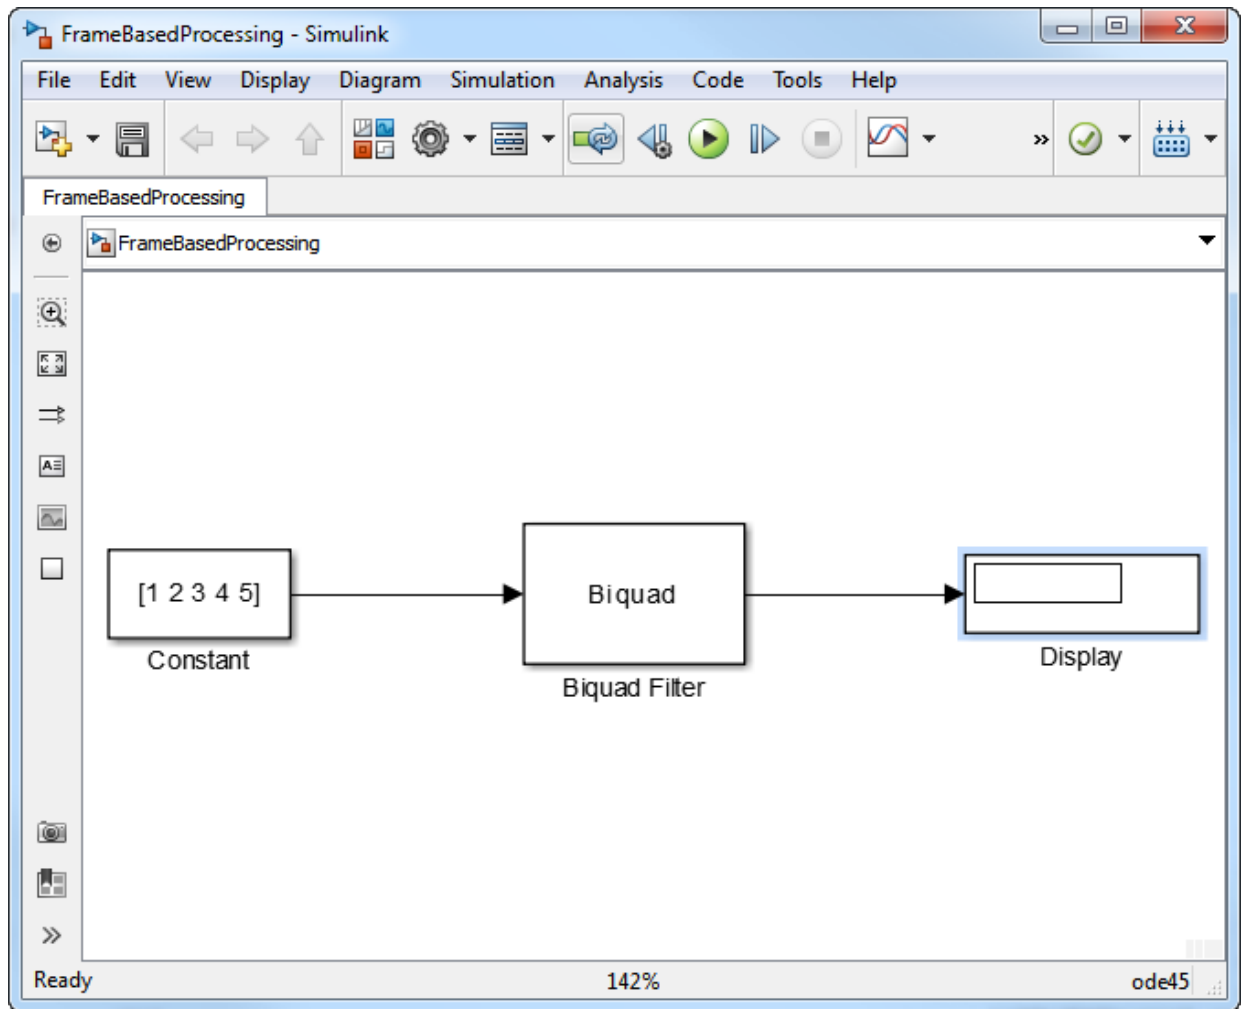 FrameBasedProcessing - Simulink
File Edit View Display Diagram Simulation Analysis Code Tools Help
FrameBasedProcessing
FrameBasedProcessing
[1 2 3 4 5]
Constant
Biquad
Biquad Filter
Display
Ready 142% ode45